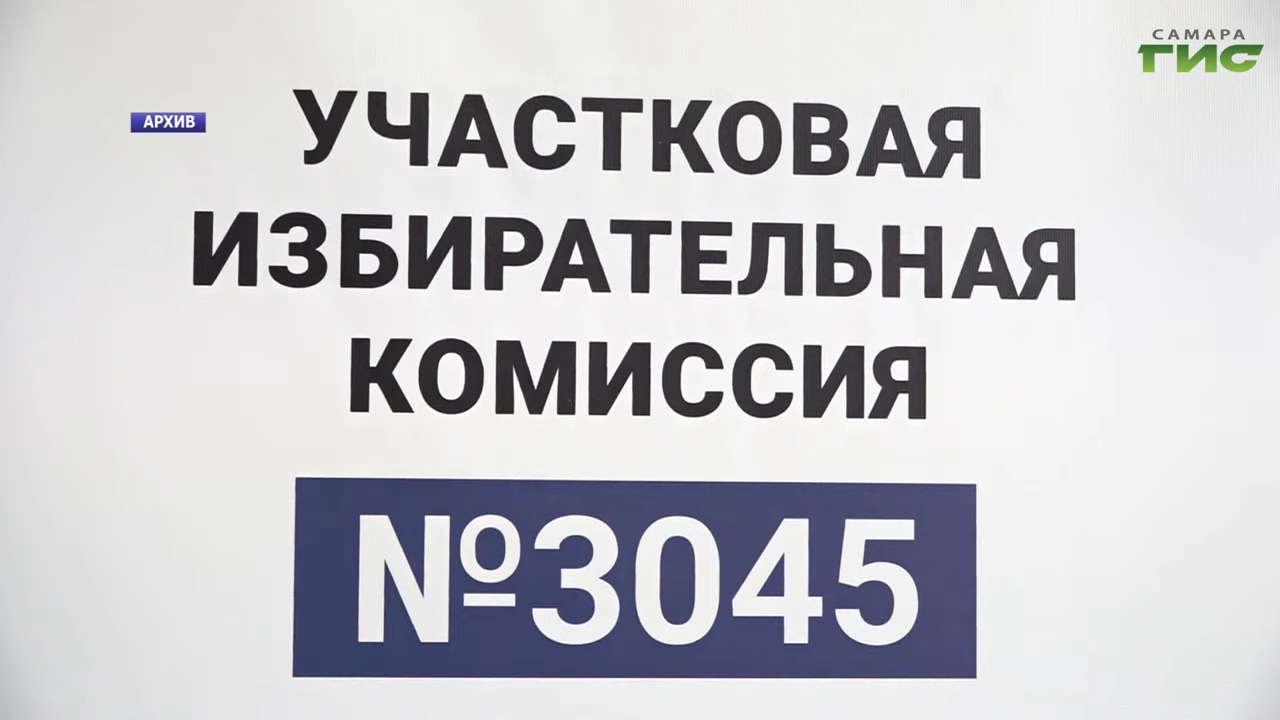 САМАРА
ГИС
АРХИВ
УЧАСТКОВАЯ
ИЗБИРАТЕЛЬНАЯ
КОМИССИЯ
№3045